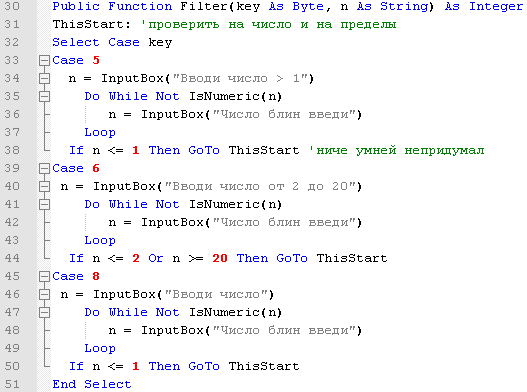 30 Public Function Filter(key As Byte, n As String) As Integer
31 ThisStart: 'проверить на число и на пределы
32 Select Case key
33 Case 5
34 n = InputBox("Вводи число > 1")
35 Do While Not IsNumeric(n)
36 n = InputBox("Число блин введи")
37 Loop
38 If n <= 1 Then GoTo ThisStart 'ниче умней непридумал
39 Case 6
40 n = InputBox("Вводи число от 2 до 20")
41 Do While Not IsNumeric(n)
42 n = InputBox("Число блин введи")
43 Loop
44 If n <= 2 Or n >= 20 Then GoTo ThisStart
45 Case 8
46 n = InputBox("Вводи число")
47 Do While Not IsNumeric(n)
48 n = InputBox("Число блин введи")
49 Loop
50 If n <= 1 Then GoTo ThisStart
51 End Select